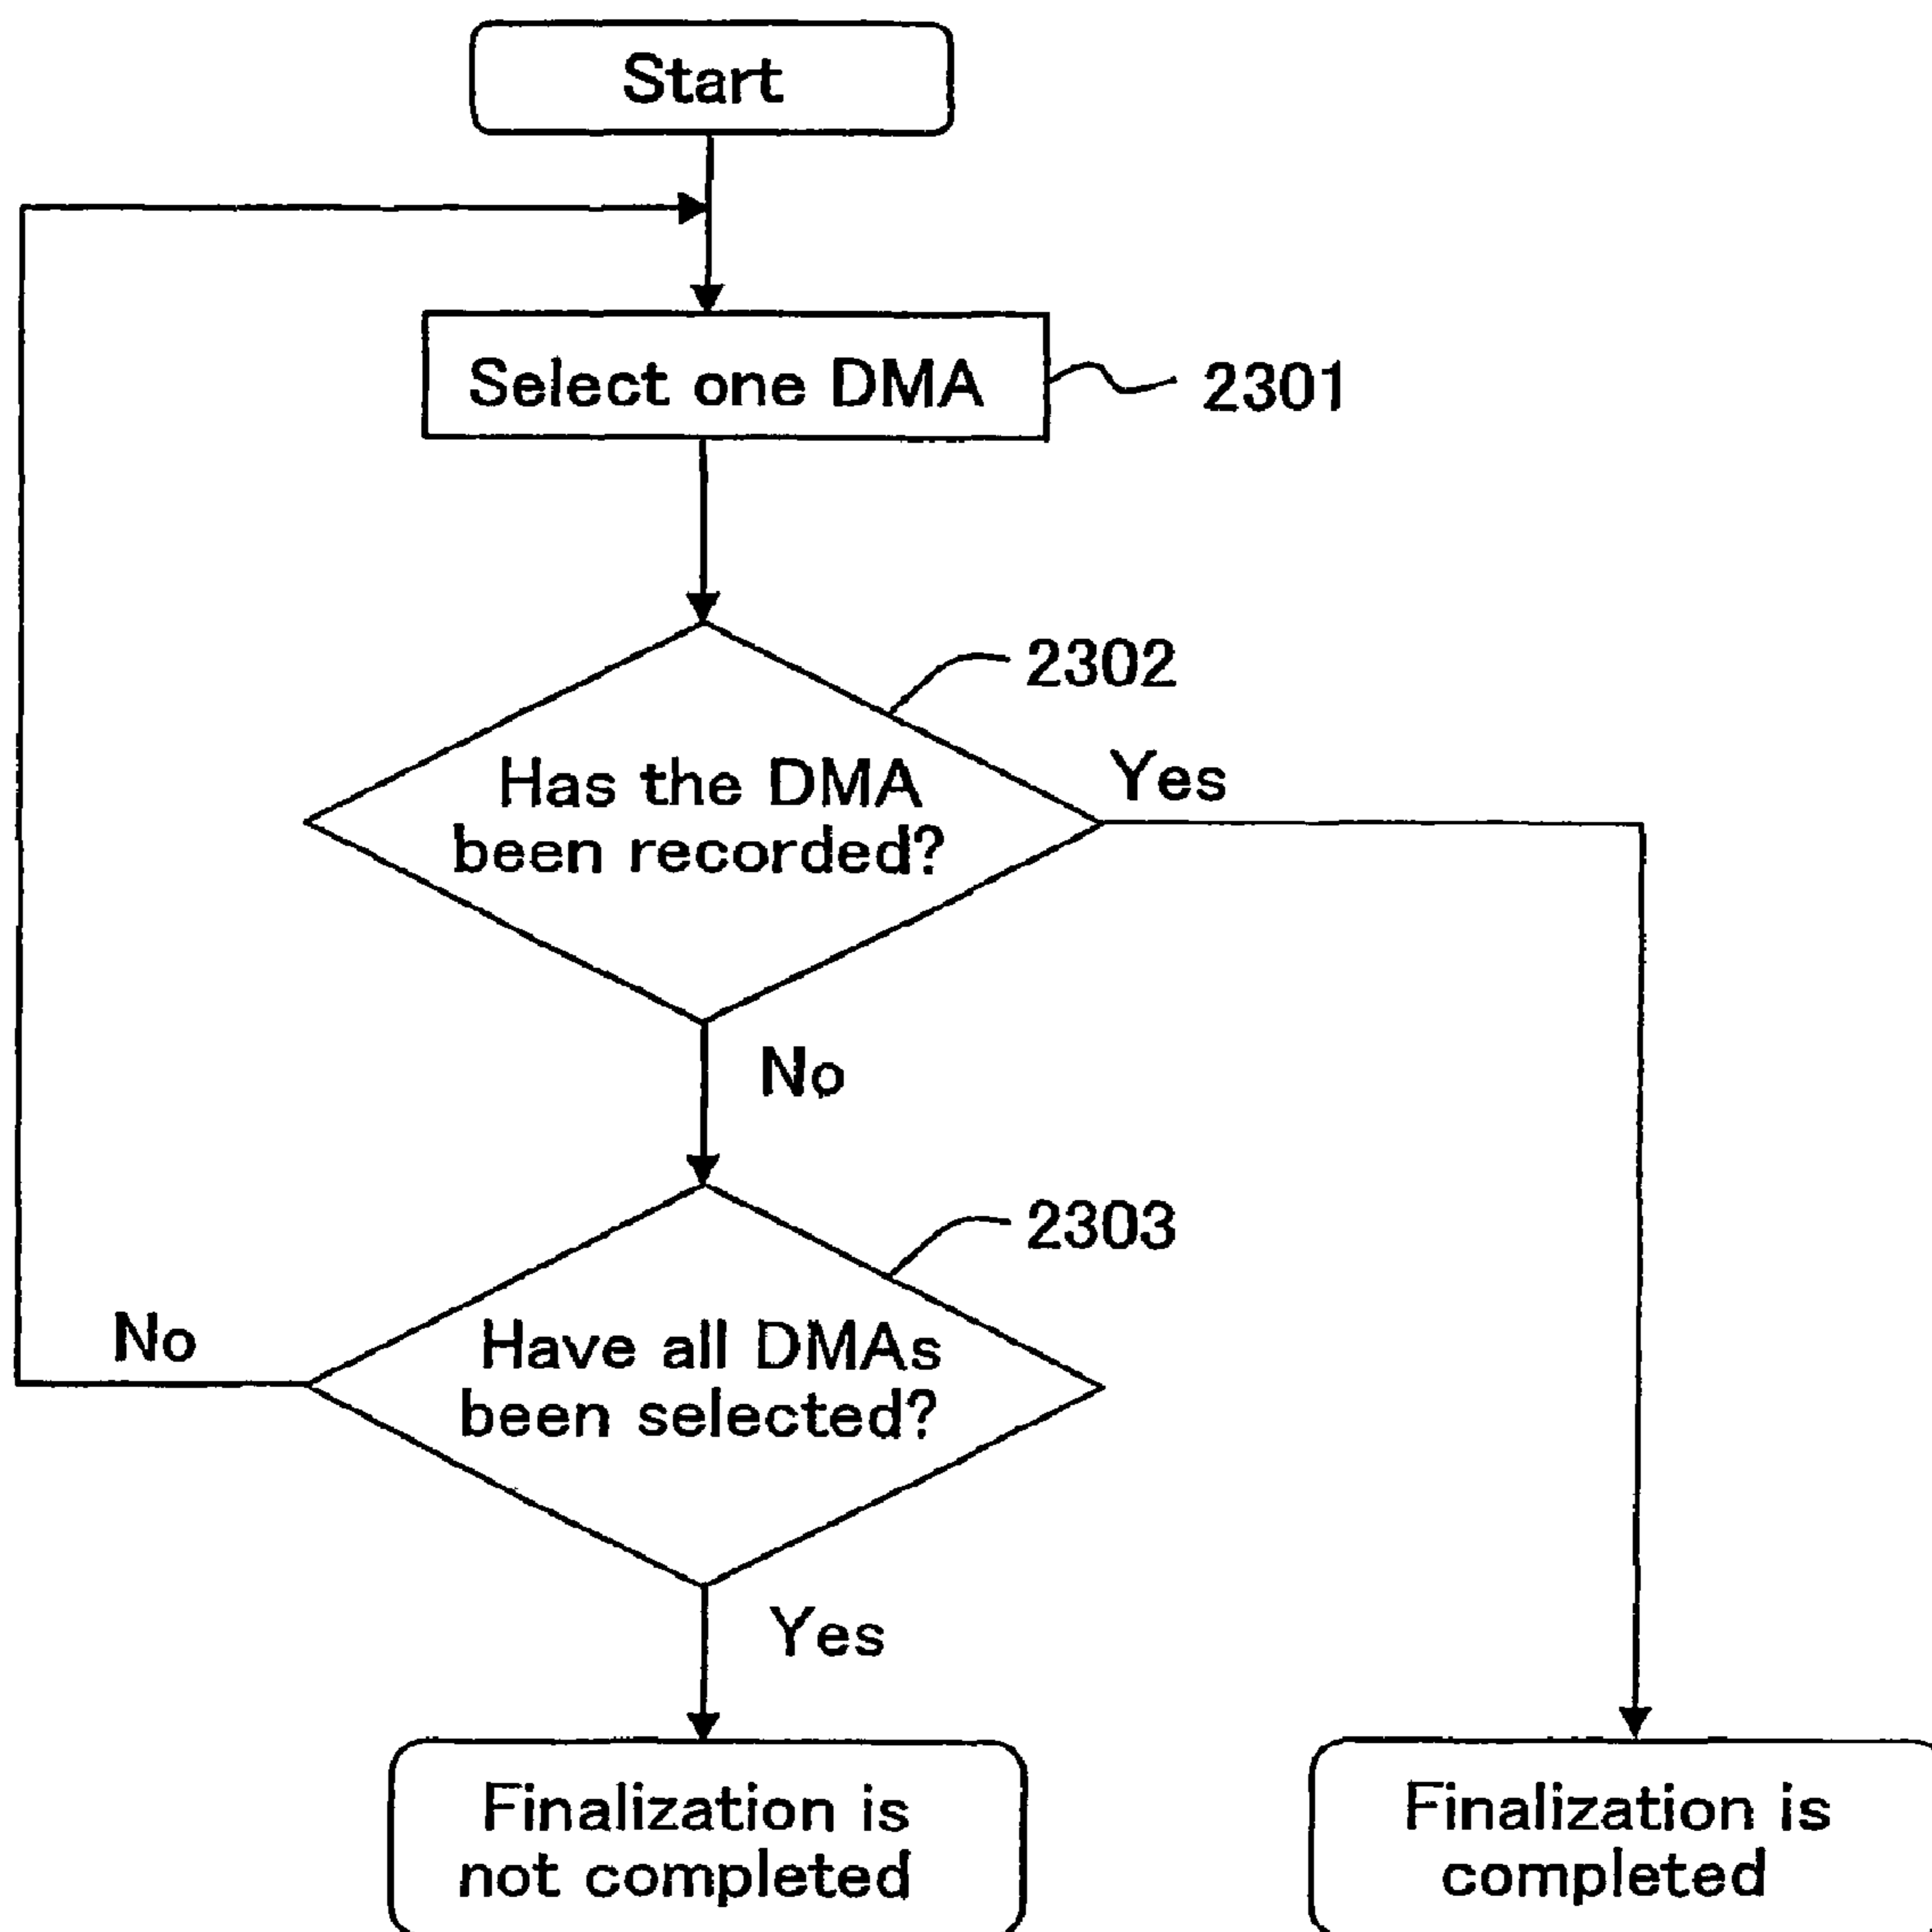 Start
Select one DMA
2301
2302
Has the DMA
been recorded?
Yes
No
2303
Have all DMAs
been selected?
No
Yes
Finalization is
not completed
Finalization is
completed